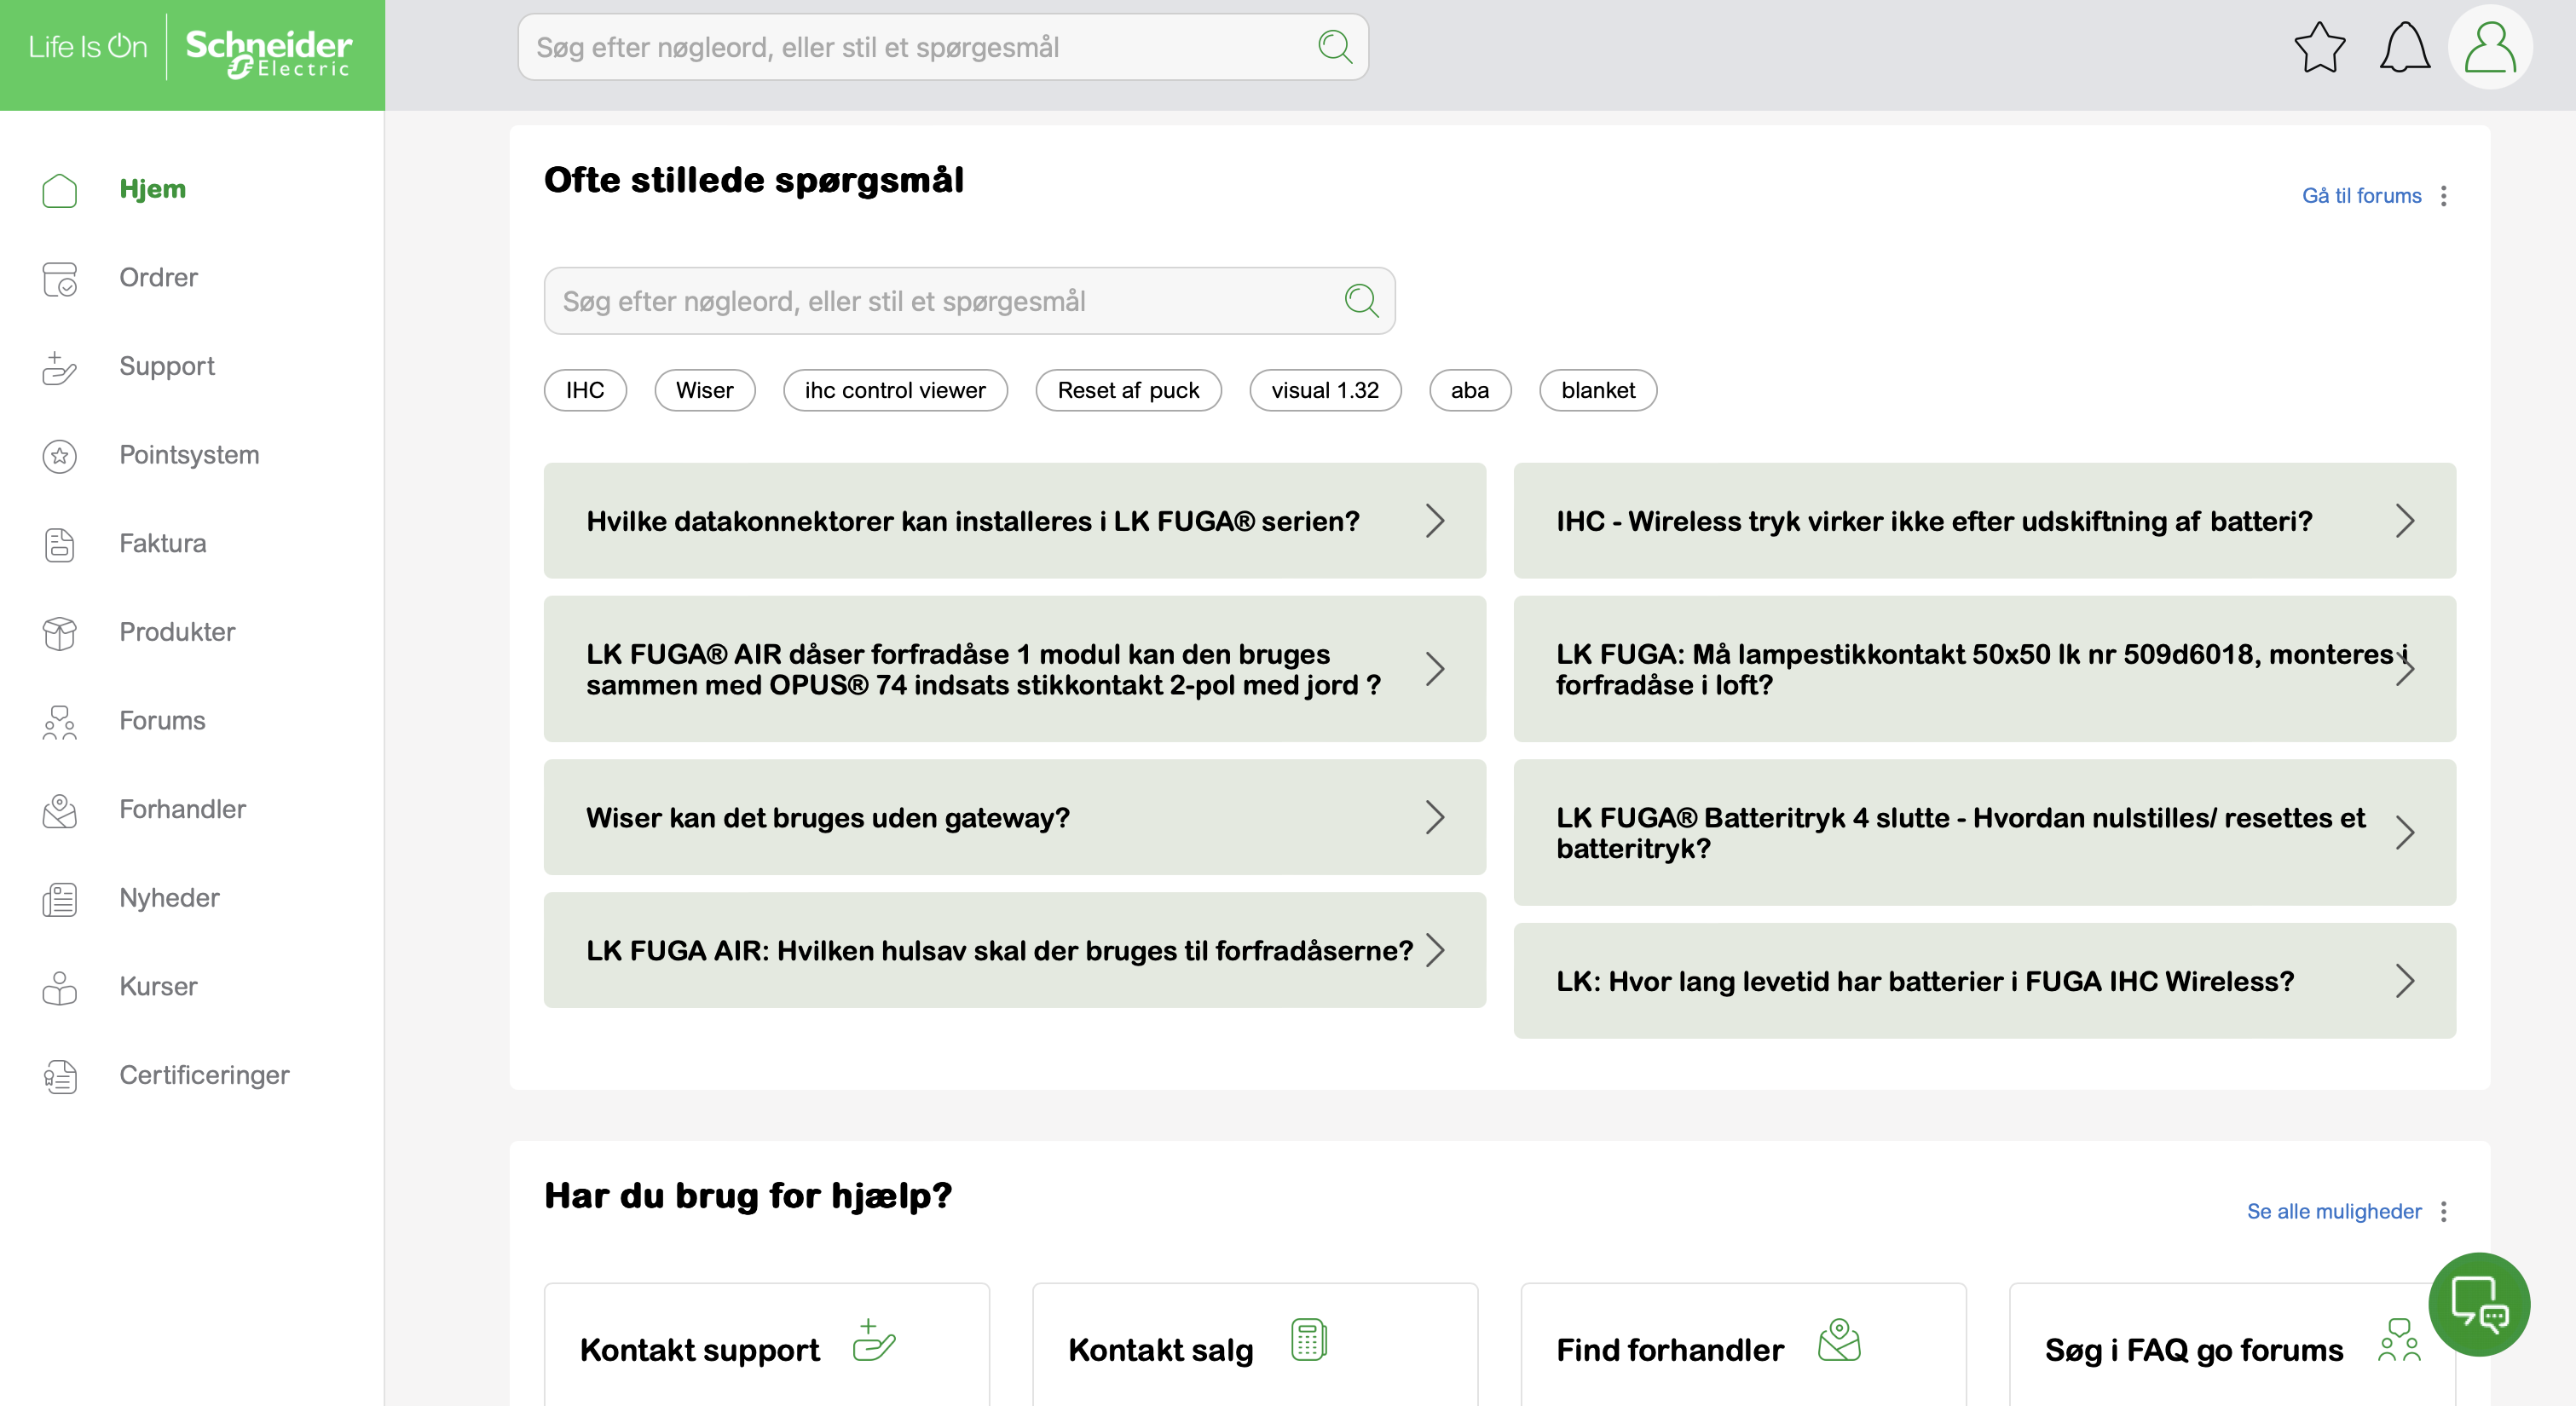 Life Is On
Schneider
Electric
Søg efter nøgleord, eller stil et spørgesmål
Hjem
Ordrer
Support
Pointsystem
Faktura
Produkter
Forums
Forhandler
Nyheder
Kurser
Certificeringer
Ofte stillede spørgsmål
Gå til forums
Søg efter nøgleord, eller stil et spørgesmål
IHC
Wiser
ihc control viewer
Reset af puck
visual 1.32
aba
blanket
Hvilke datakonnektorer kan installeres i LK FUGA® serien?
IHC - Wireless tryk virker ikke efter udskiftning af batteri?
LK FUGA® AIR dåser forfradåse 1 modul kan den bruges
sammen med OPUS® 74 indsats stikkontakt 2-pol med jord ?
LK FUGA: Må lampestikkontakt 50x50 lk nr 509d6018, monteres i
forfradåse i loft?
Wiser kan det bruges uden gateway?
LK FUGA® Batteritryk 4 slutte - Hvordan nulstilles/ resettes et
batteritryk?
LK FUGA AIR: Hvilken hulsav skal der bruges til forfradåserne?
LK: Hvor lang levetid har batterier i FUGA IHC Wireless?
Har du brug for hjælp?
Se alle muligheder
Kontakt support
Kontakt salg
Find forhandler
Søg i FAQ go forums